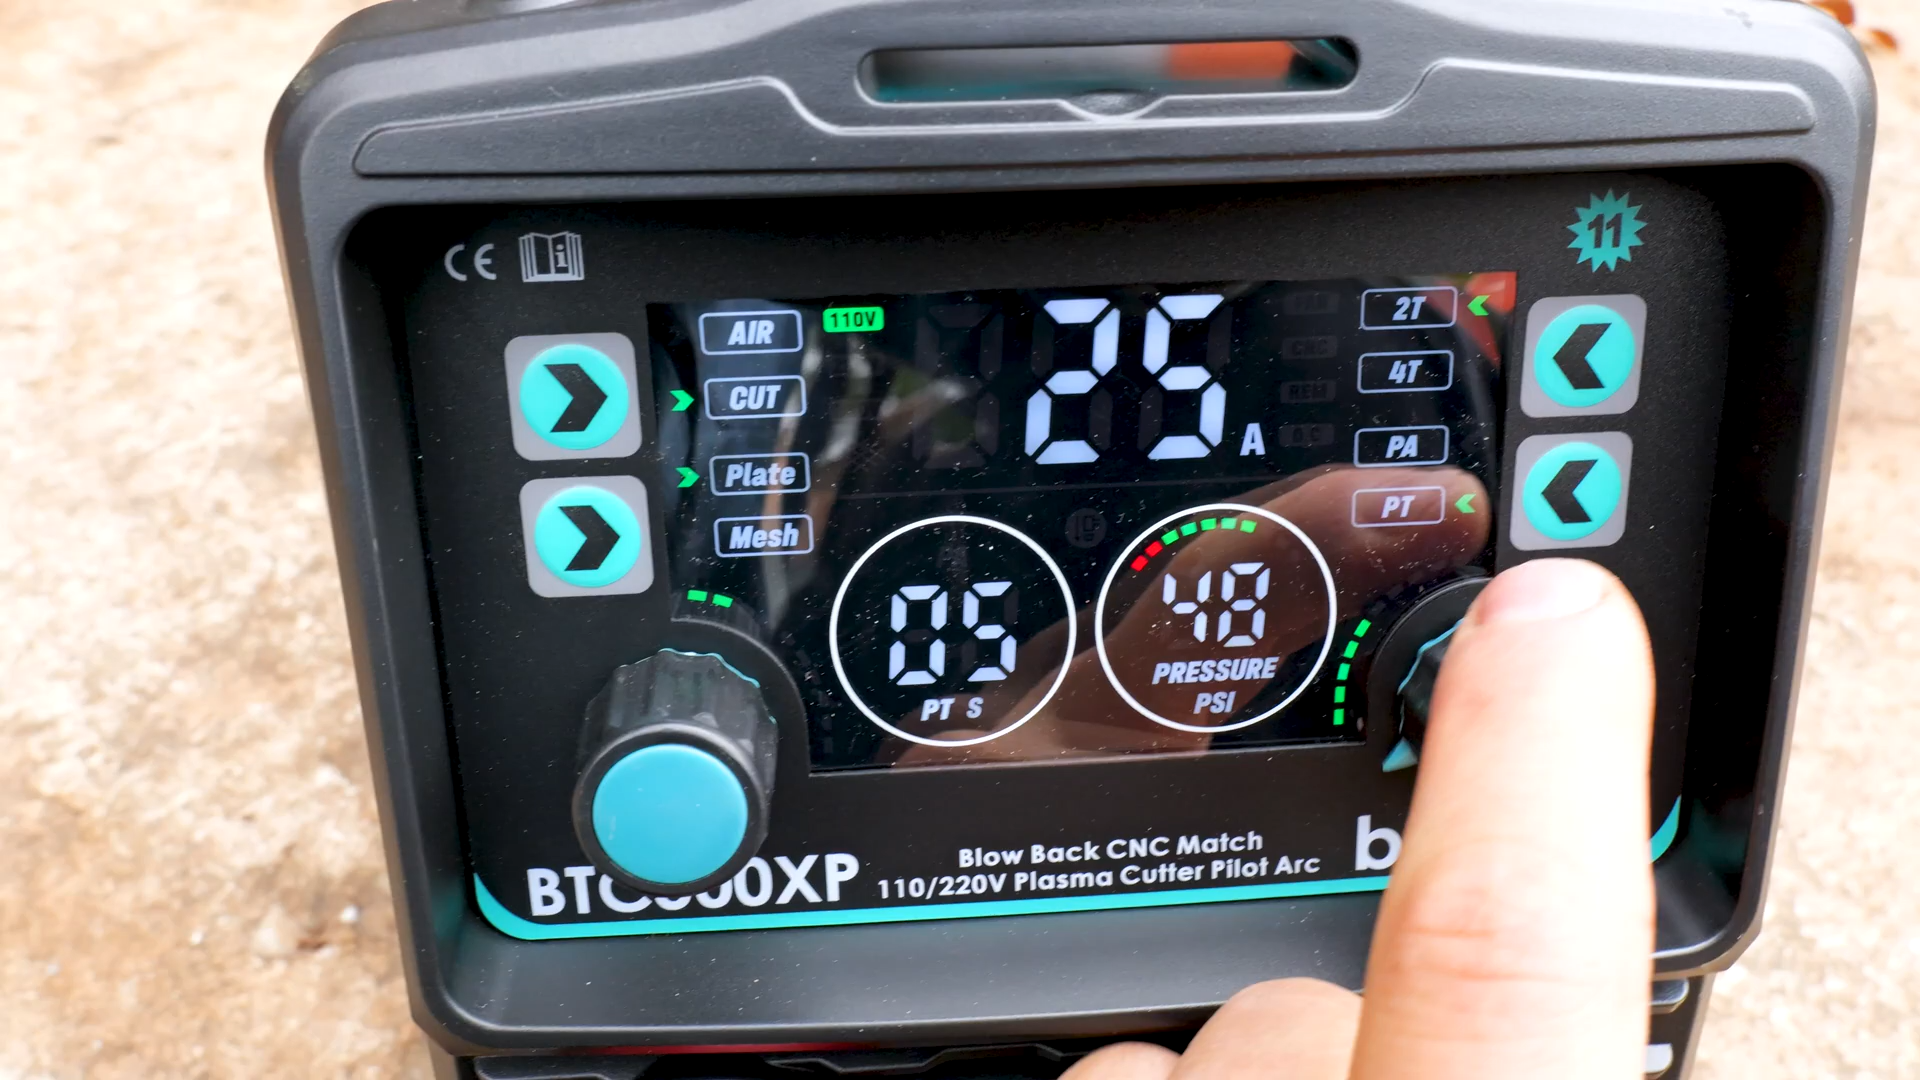 CE
11
AIR
110V
25
A
2T
CUT
4T
Plate
PA
Mesh
PT
05
PT S
48
PRESSURE
PSI
Blow Back CNC Match
110/220V Plasma Cutter Pilot Arc